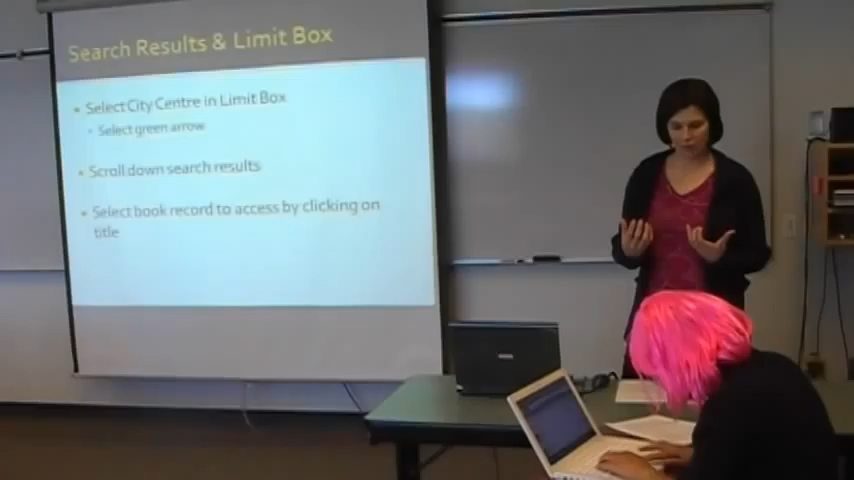 Search Results & Limit Box
Select City Centre in Limit Box
Select green arrow
Scroll down search results
Select book record to access by clicking on
title